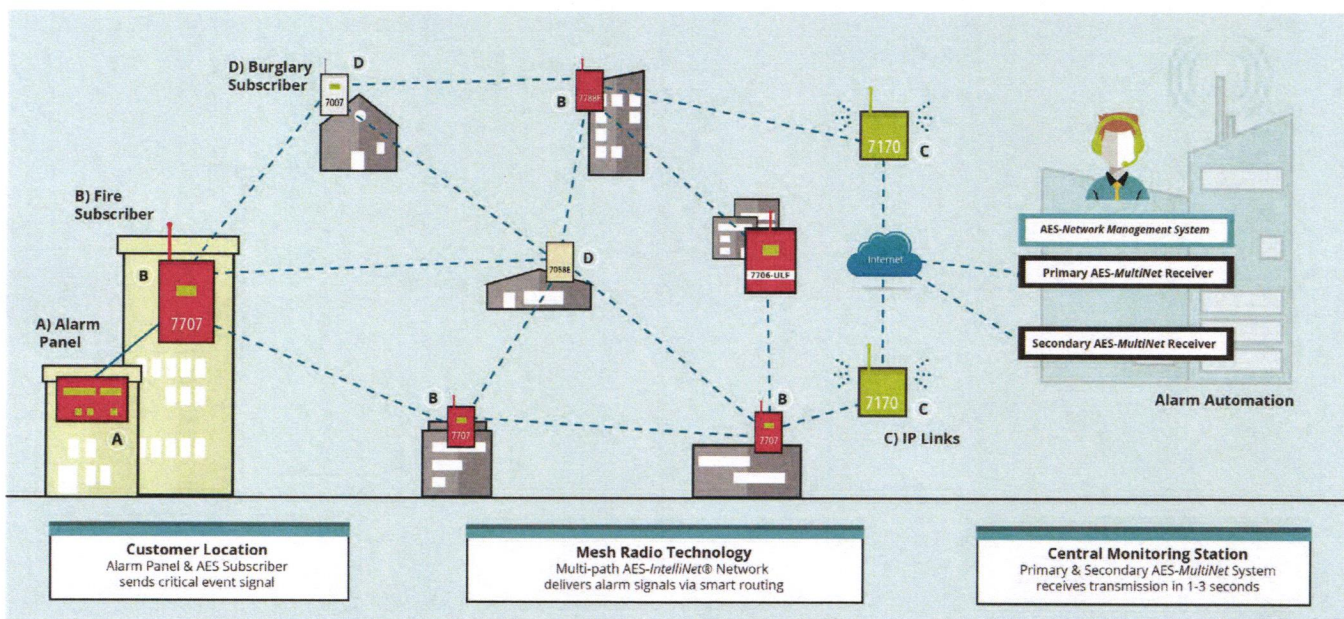 D) Burglary
Subscriber
D
7007
B
7788F
7170
C
B) Fire
Subscriber
B
7707
D
7058E
7706-ULF
Internet
AES-Network Management System
Primary AES-MultiNet Receiver
Secondary AES-MultiNet Receiver
A) Alarm
Panel
A
B
7707
B
7707
7170
C
C) IP Links
Alarm Automation
Customer Location
Alarm Panel & AES Subscriber
sends critical event signal
Mesh Radio Technology
Multi-path AES-IntelliNet® Network
delivers alarm signals via smart routing
Central Monitoring Station
Primary & Secondary AES-MultiNet System
receives transmission in 1-3 seconds